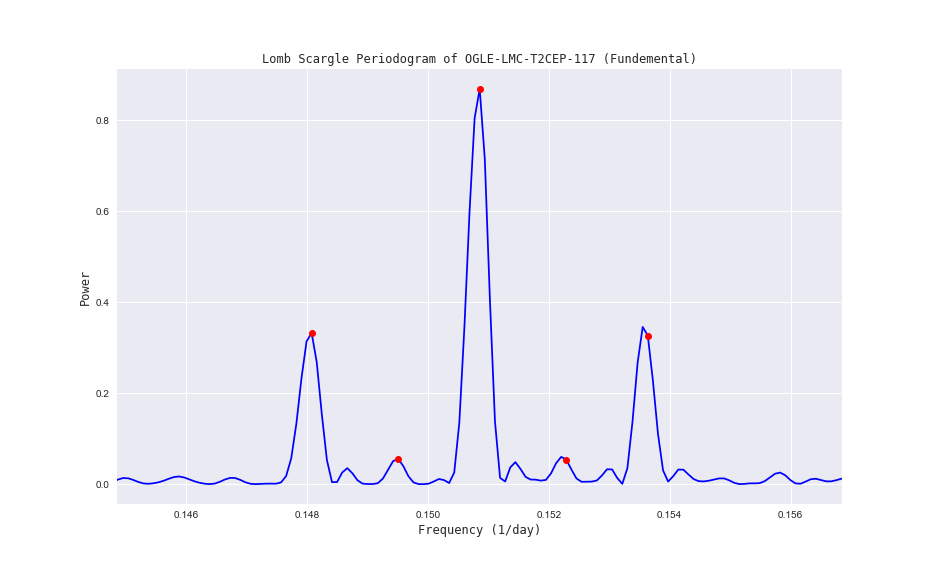 Lomb Scargle Periodogram of OGLE-LMC-T2CEP-117 (Fundemental)
0.8
0.6
0.4
0.2
0.0
Power
0.146 0.148 0.150 0.152 0.154 0.156
Frequency (1/day)